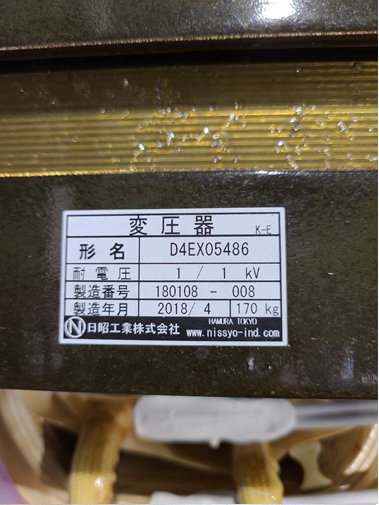 変圧器 K-E
形名 D4EX05486
耐電圧 1 / 1 kV
製造番号 180108 - 008
製造年月 2018 / 4 170 kg
N 日昭工業株式会社 HAMURA TOKYO
www.nissyo-ind.com